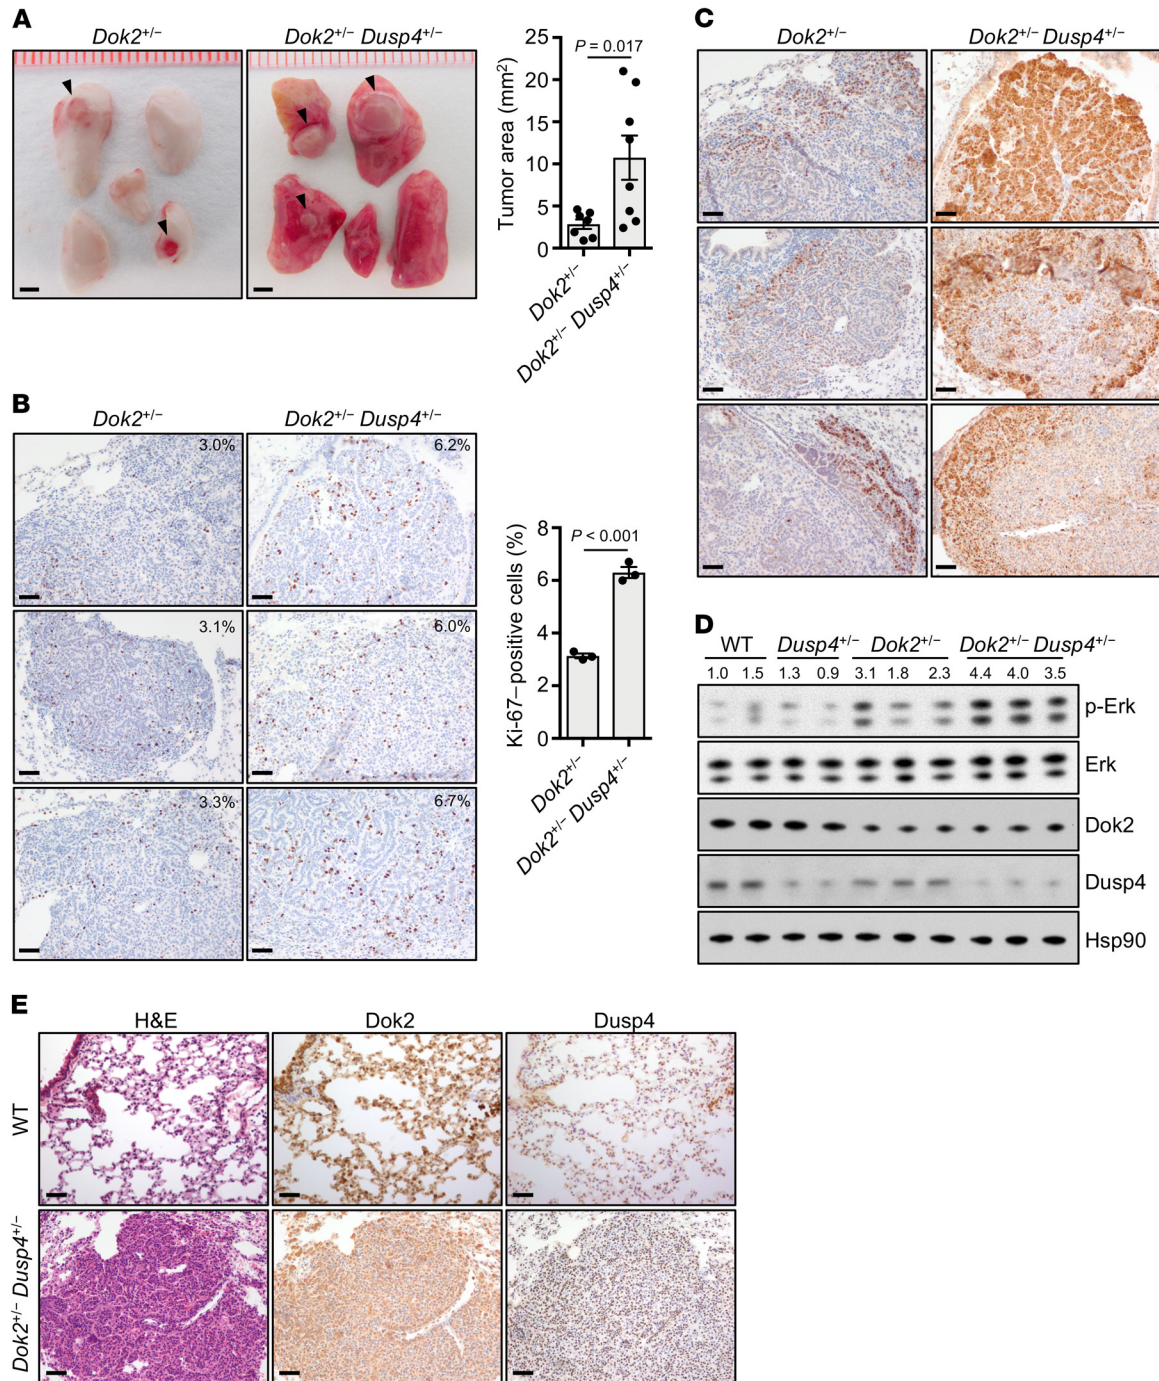 A
Dok2+/–
Dok2+/– Dusp4+/–
P = 0.017
Tumor area (mm2)
25
20
15
10
5
0
Dok2+/–
Dok2+/– Dusp4+/–
B
Dok2+/–
Dok2+/– Dusp4+/–
3.0%
6.2%
3.1%
6.0%
3.3%
6.7%
P < 0.001
Ki-67–positive cells (%)
8
6
4
2
0
Dok2+/–
Dok2+/– Dusp4+/–
C
Dok2+/–
Dok2+/– Dusp4+/–
D
WT
Dusp4+/–
Dok2+/–
Dok2+/– Dusp4+/–
1.0 1.5 1.3 0.9 3.1 1.8 2.3 4.4 4.0 3.5
p-Erk
Erk
Dok2
Dusp4
Hsp90
E
H&E
Dok2
Dusp4
WT
Dok2+/– Dusp4+/–